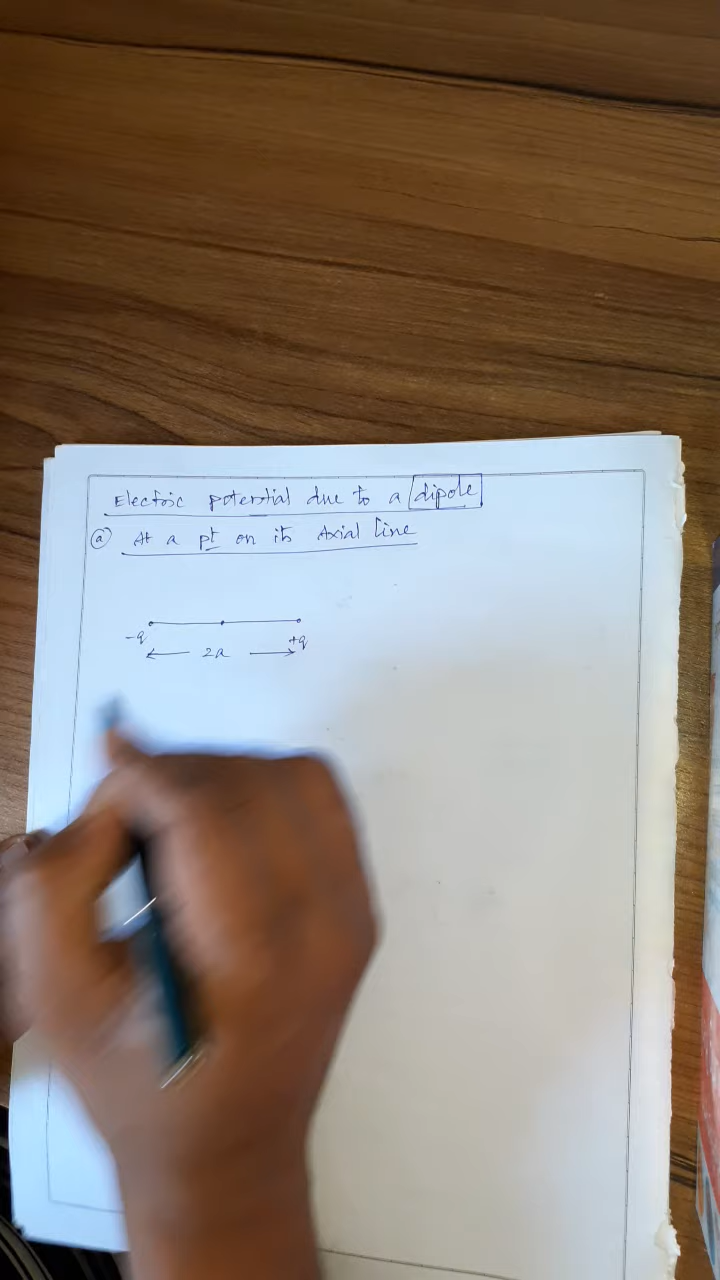 Electric potential due to a dipole
(a) At a pt on its Axial line
-q +q
2a